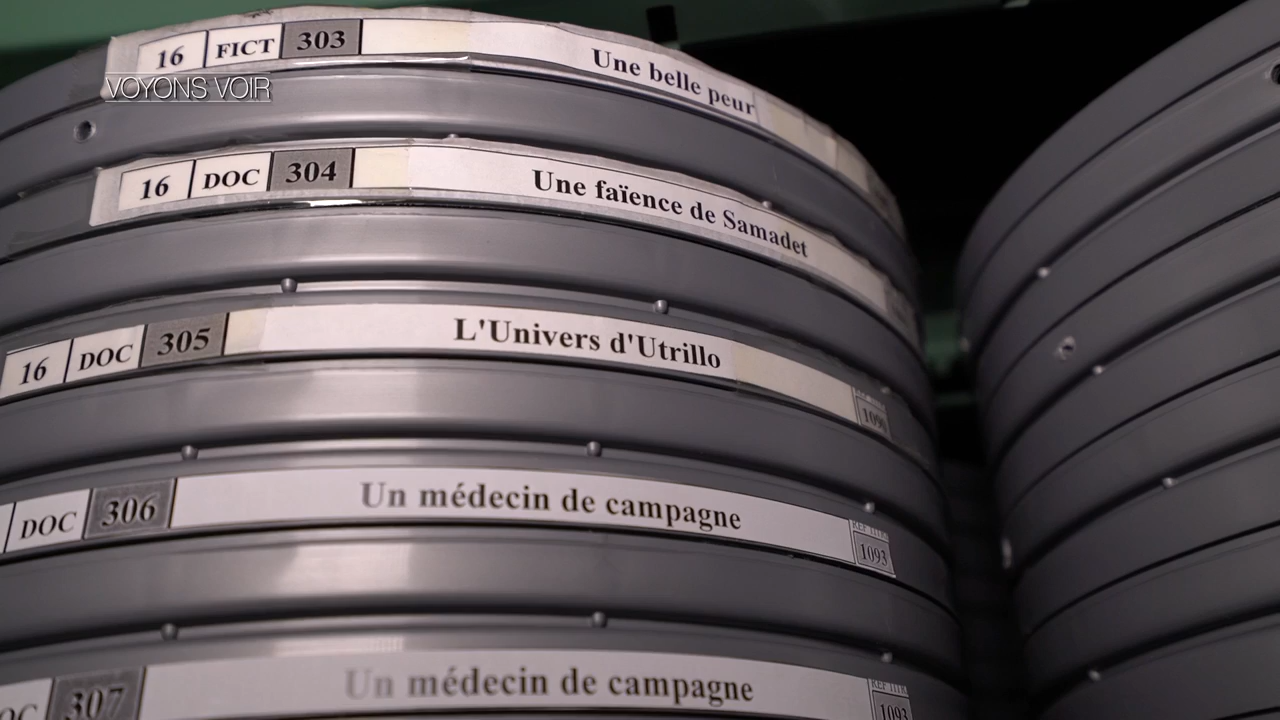 16 FICT 303 Une belle peur
VOYONS VOIR
16 DOC 304 Une faïence de Samadet
16 DOC 305 L'Univers d'Utrillo
DOC 306 Un médecin de campagne
1093
307 Un médecin de campagne
1093